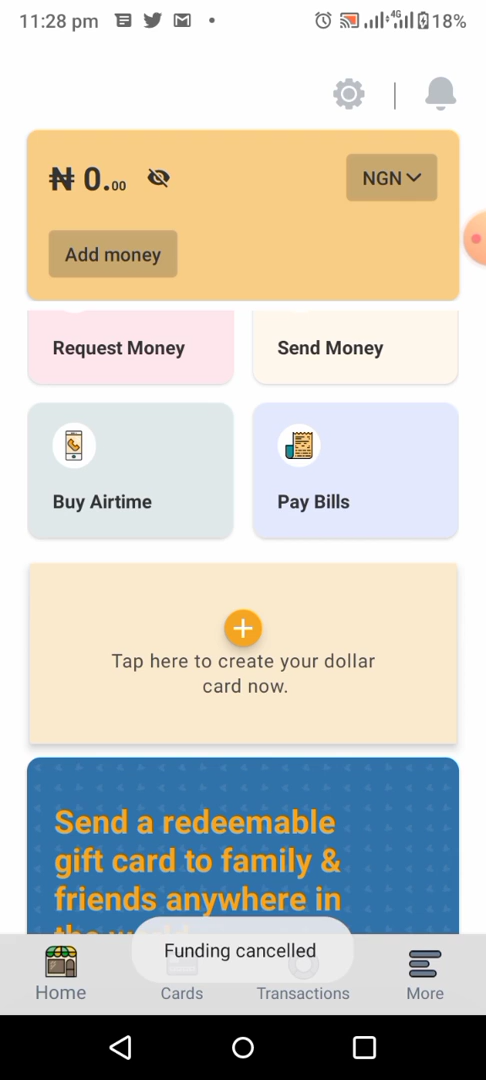 11:28 pm 4G 18%
₦ 0.00 NGN
Add money
Request Money Send Money
Buy Airtime Pay Bills
Tap here to create your dollar
card now.
Send a redeemable
gift card to family &
friends anywhere in
Funding cancelled
Home Cards Transactions More